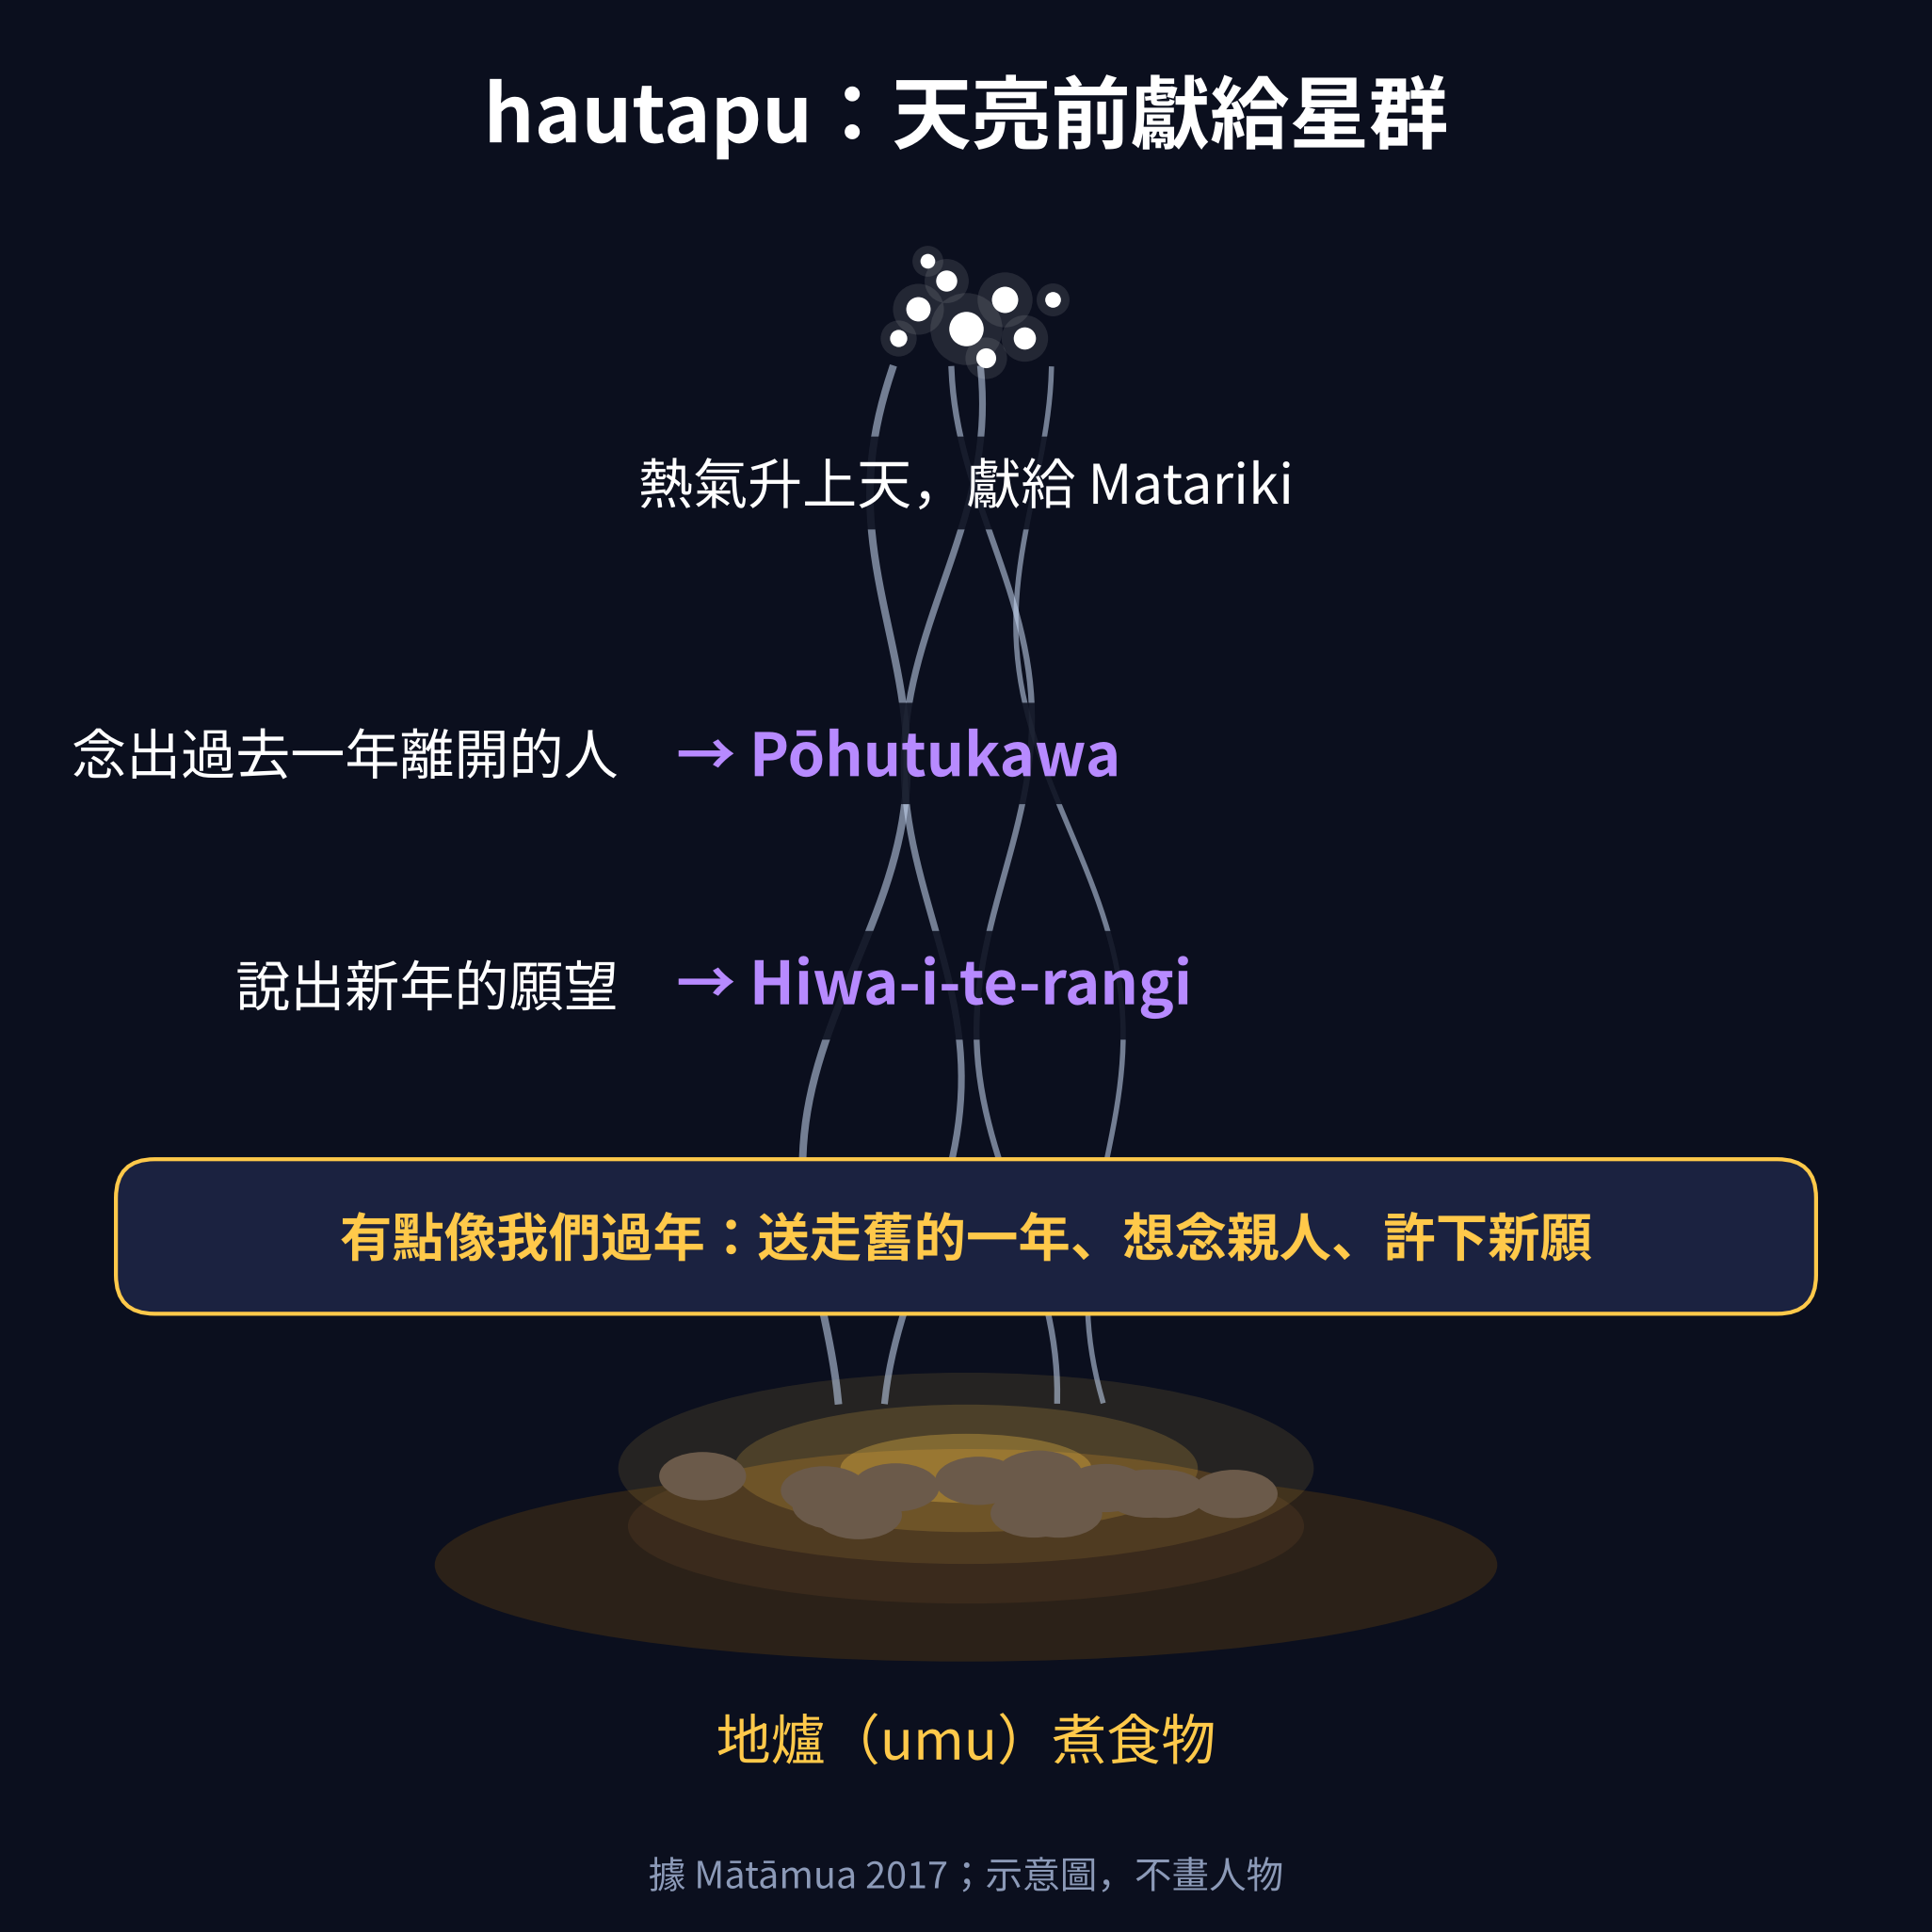 hautapu：天亮前獻給星群
熱氣升上天，獻給 Matariki
念出過去一年離開的人 → Pōhutukawa
說出新年的願望 → Hiwa-i-te-rangi
有點像我們過年：送走舊的一年、想念親人、許下新願
地爐（umu）煮食物
據 Mātāmua 2017；示意圖，不畫人物